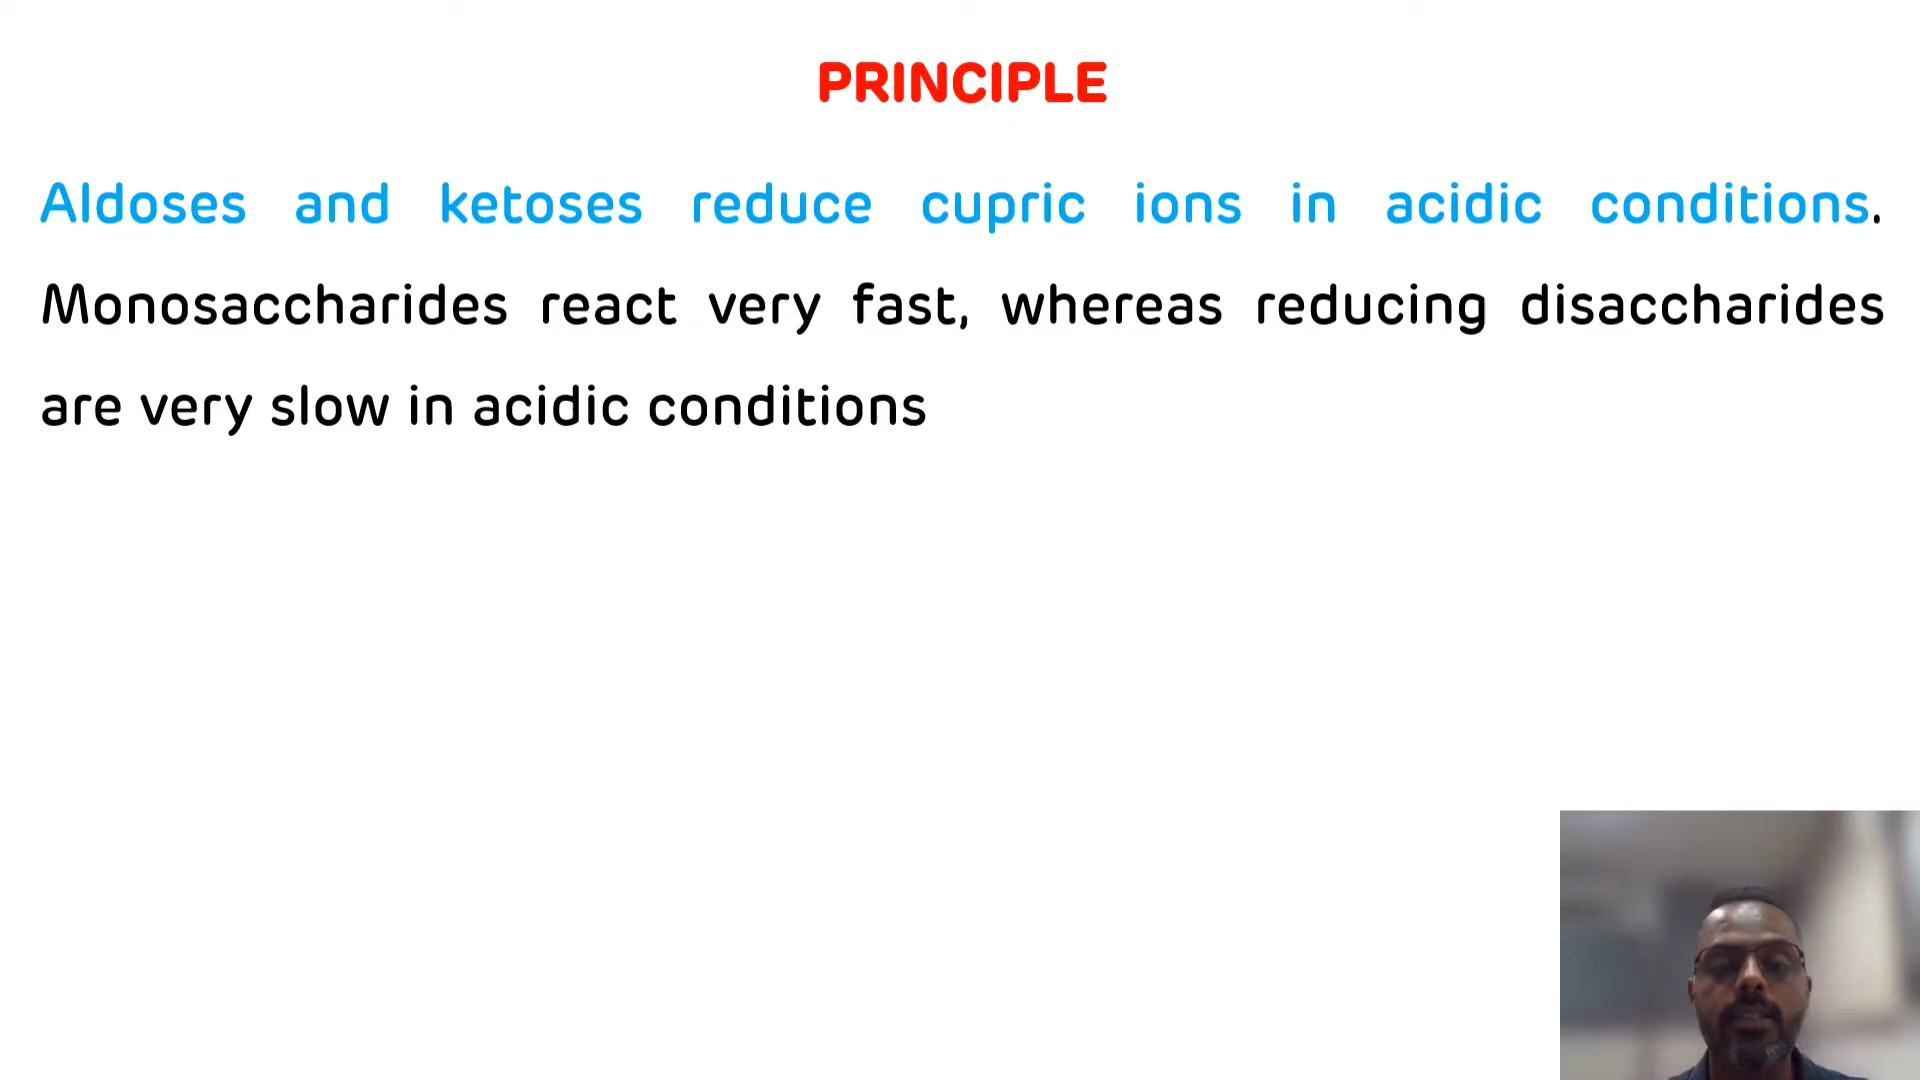 PRINCIPLE
Aldoses and ketoses reduce cupric ions in acidic conditions.
Monosaccharides react very fast, whereas reducing disaccharides
are very slow in acidic conditions